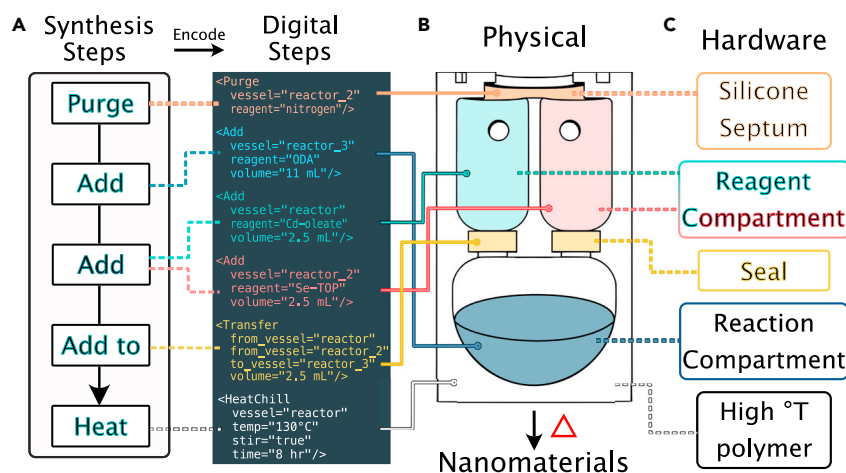 A
Synthesis
Steps
Encode
Digital
Steps
B
Physical
C
Hardware
Purge
Add
Add
Add to
Heat
<Purge
vessel="reactor_2"
reagent="nitrogen"/>
<Add
vessel="reactor_3"
reagent="ODA"
volume="11 mL"/>
<Add
vessel="reactor"
reagent="Cd-oleate"
volume="2.5 mL"/>
<Add
vessel="reactor_2"
reagent="Se-TOP"
volume="2.5 mL"/>
<Transfer
from_vessel="reactor"
from_vessel="reactor_2"
to_vessel="reactor_3"
volume="2.5 mL"/>
<HeatChill
vessel="reactor"
temp="130°C"
stir="true"
time="8 hr"/>
Nanomaterials
Silicone
Septum
Reagent
Compartment
Seal
Reaction
Compartment
High °T
polymer